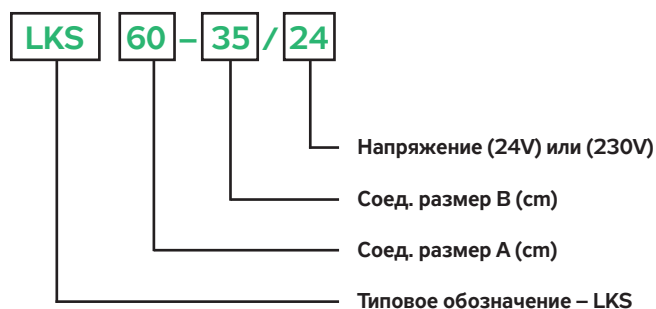 LKS 60 – 35 / 24
Напряжение (24V) или (230V)
Соед. размер B (cm)
Соед. размер A (cm)
Типовое обозначение – LKS